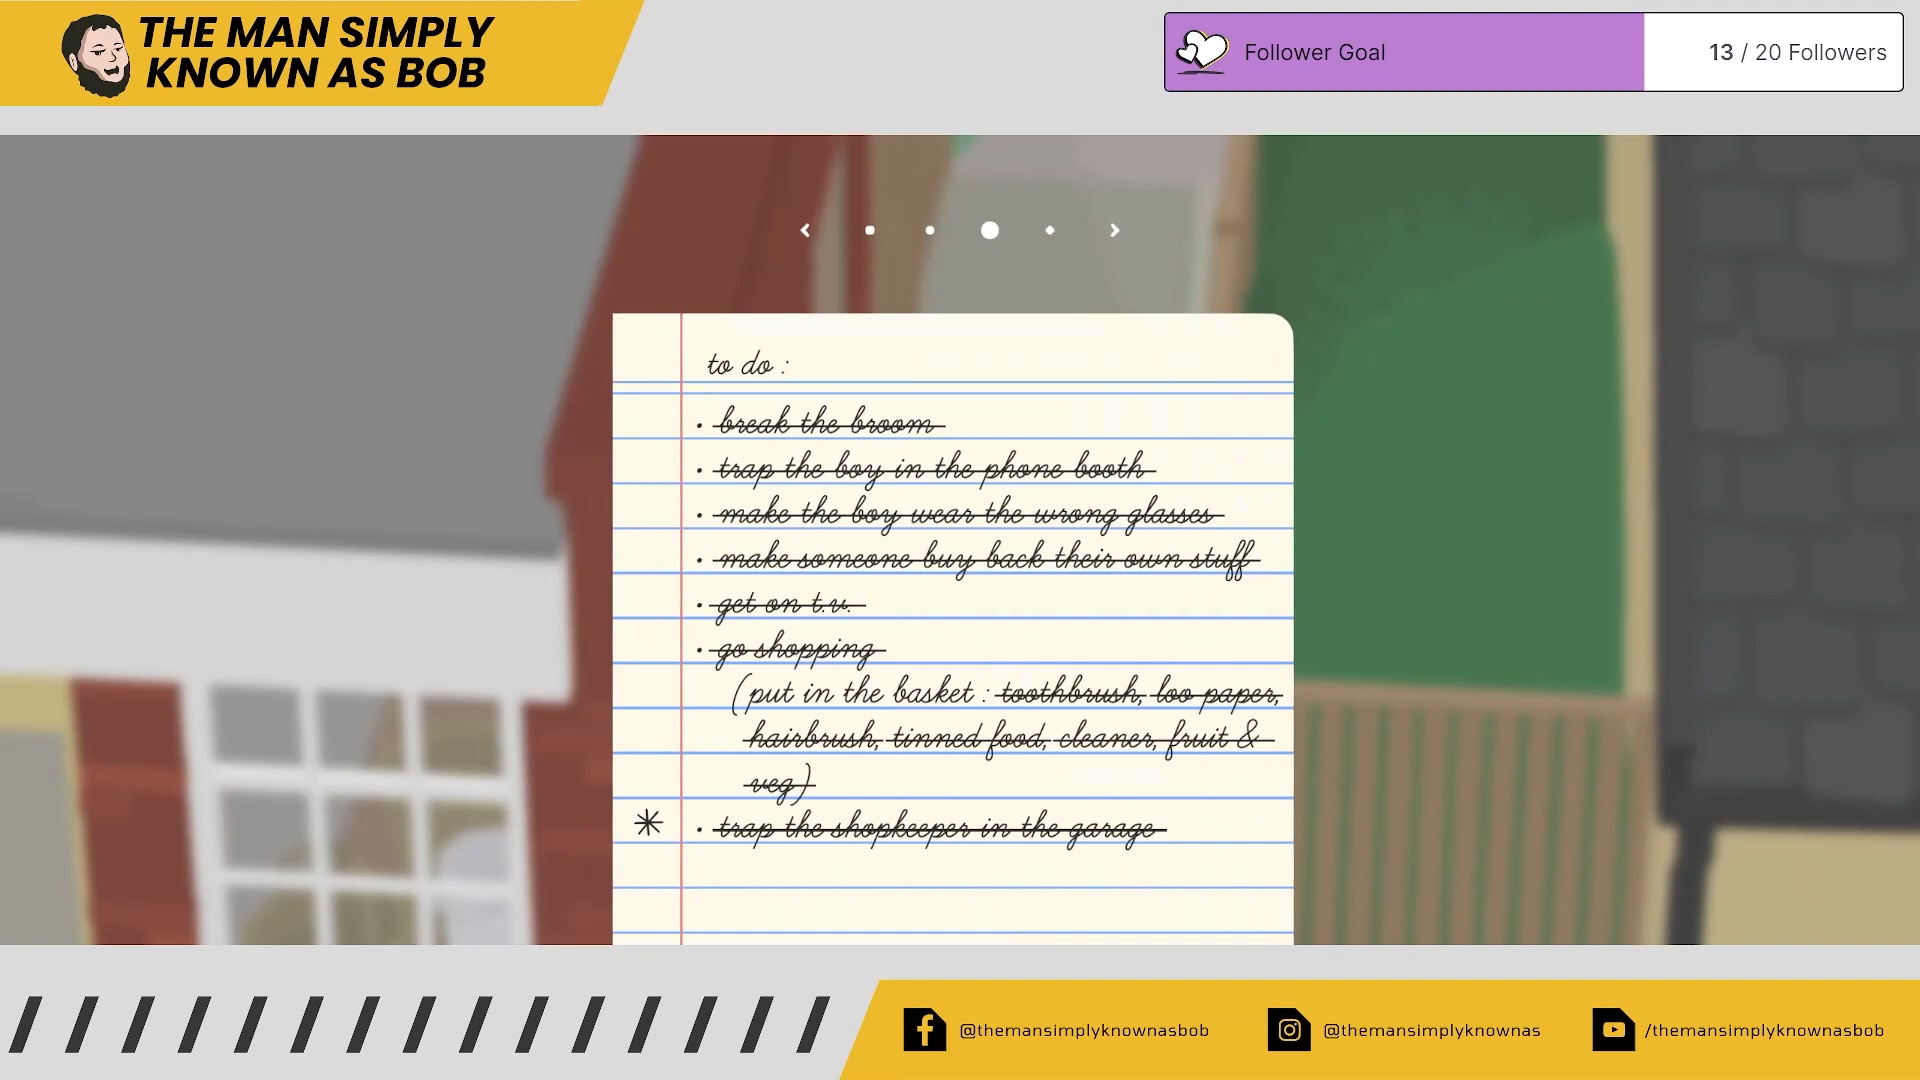 THE MAN SIMPLY
KNOWN AS BOB
Follower Goal
13 / 20 Followers
to do :
• break the broom
• trap the boy in the phone booth
• make the boy wear the wrong glasses
• make someone buy back their own stuff
• get on t.v.
• go shopping
(put in the basket : toothbrush, loo paper,
hairbrush, tinned food, cleaner, fruit &
veg)
• trap the shopkeeper in the garage
@themansimplyknownasbob
@themansimplyknownas
/themansimplyknownasbob